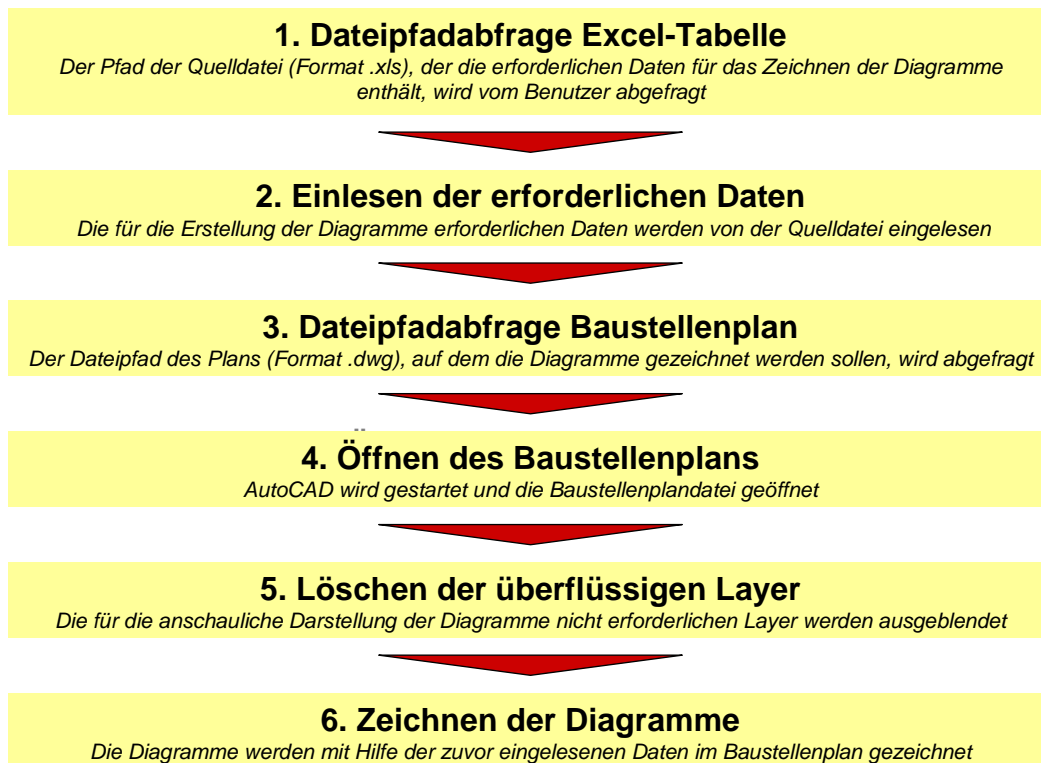 1. Dateipfadabfrage Excel-Tabelle
Der Pfad der Quelldatei (Format .xls), der die erforderlichen Daten für das Zeichnen der Diagramme
enthält, wird vom Benutzer abgefragt
2. Einlesen der erforderlichen Daten
Die für die Erstellung der Diagramme erforderlichen Daten werden von der Quelldatei eingelesen
3. Dateipfadabfrage Baustellenplan
Der Dateipfad des Plans (Format .dwg), auf dem die Diagramme gezeichnet werden sollen, wird abgefragt
4. Öffnen des Baustellenplans
AutoCAD wird gestartet und die Baustellenplandatei geöffnet
5. Löschen der überflüssigen Layer
Die für die anschauliche Darstellung der Diagramme nicht erforderlichen Layer werden ausgeblendet
6. Zeichnen der Diagramme
Die Diagramme werden mit Hilfe der zuvor eingelesenen Daten im Baustellenplan gezeichnet